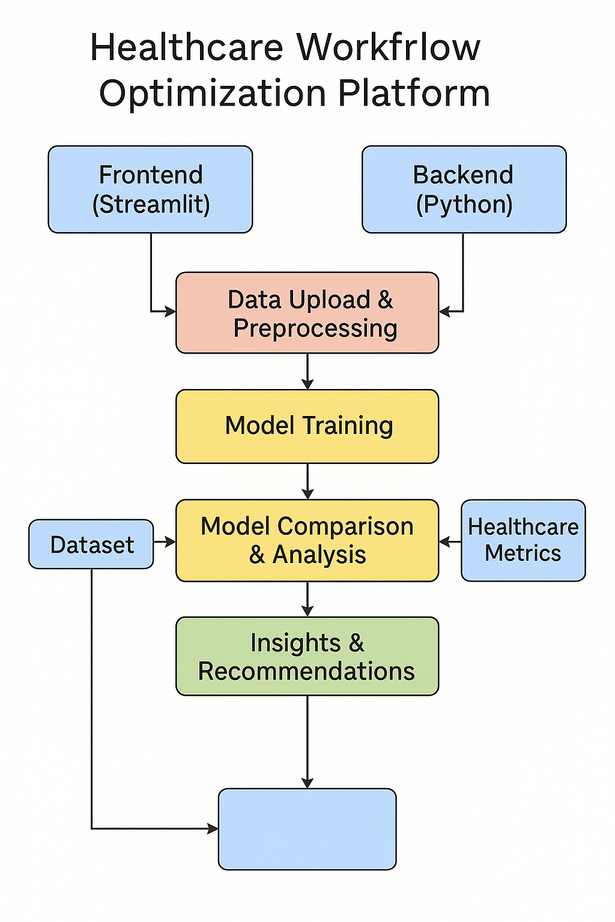 Healthcare Workfrlow
Optimization Platform
Frontend
(Streamlit)
Backend
(Python)
Data Upload &
Preprocessing
Model Training
Dataset
Model Comparison
& Analysis
Healthcare
Metrics
Insights &
Recommendations